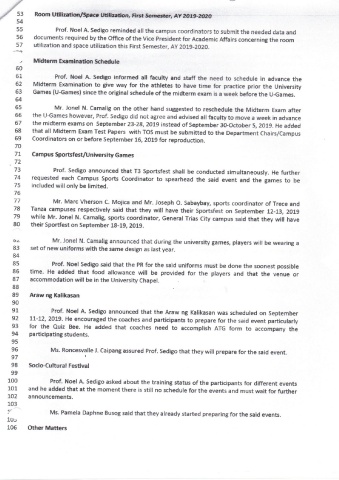 53 Room Utilization/Space Utilization, First Semester, AY 2019-2020
54
55 Prof. Noel A. Sedigo reminded all the campus coordinators to submit the needed data and
56 documents required by the Office of the Vice President for Academic Affairs concerning the room
57 utilization and space utilization this First Semester, AY 2019-2020.
Midterm Examination Schedule
60
61 Prof. Noel A. Sedigo informed all faculty and staff the need to schedule in advance the
62 Midterm Examination to give way for the athletes to have time for practice prior the University
63 Games (U-Games) since the original schedule of the midterm exam is a week before the U-Games.
64
65 Mr. Jonel N. Camalig on the other hand suggested to reschedule the Midterm Exam after
66 the U-Games however, Prof. Sedigo did not agree and advised all faculty to move a week in advance
67 the midterm exams on September 23-28, 2019 instead of September 30-October 5, 2019. He added
68 that all Midterm Exam Test Papers with TOS must be submitted to the Department Chairs/Campus
69 Coordinators on or before September 16, 2019 for reproduction.
70
71 Campus Sportsfest/University Games
72
73 Prof. Sedigo announced that T3 Sportsfest shall be conducted simultaneously. He further
74 requested each Campus Sports Coordinator to spearhead the said event and the games to be
75 included will only be limited.
76
77 Mr. Marc Vherson C. Mojica and Mr. Joseph O. Sabaybay, sports coordinator of Trece and
78 Tanza campuses respectively said that they will have their Sportsfest on September 12-13, 2019
79 while Mr. Jonel N. Camalig, sports coordinator, General Trias City campus said that they will have
80 their Sportfest on September 18-19, 2019.
Mr. Jonel N. Camalig announced that during the university games, players will be wearing a
83 set of new uniforms with the same design as last year.
84
85 Prof. Noel Sedigo said that the PR for the said uniforms must be done the soonest possible
86 time. He added that food allowance will be provided for the players and that the venue or
87 accommodation will be in the University Chapel.
88
89 Araw ng Kalikasan
90
91 Prof. Noel A. Sedigo announced that the Araw ng Kalikasan was scheduled on September
92 11-12, 2019. He encouraged the coaches and participants to prepare for the said event particularly
93 for the Quiz Bee. He added that coaches need to accomplish ATG form to accompany the
94 participating students.
95
96 Ms. Roncesvalle J. Caipang assured Prof. Sedigo that they will prepare for the said event.
97
98 Socio-Cultural Festival
99
100 Prof. Noel A. Sedigo asked about the training status of the participants for different events
101 and he added that at the moment there is still no schedule for the events and must wait for further
102 announcements.
103
Ms. Pamela Daphne Busog said that they already started preparing for the said events.
105
106 Other Matters